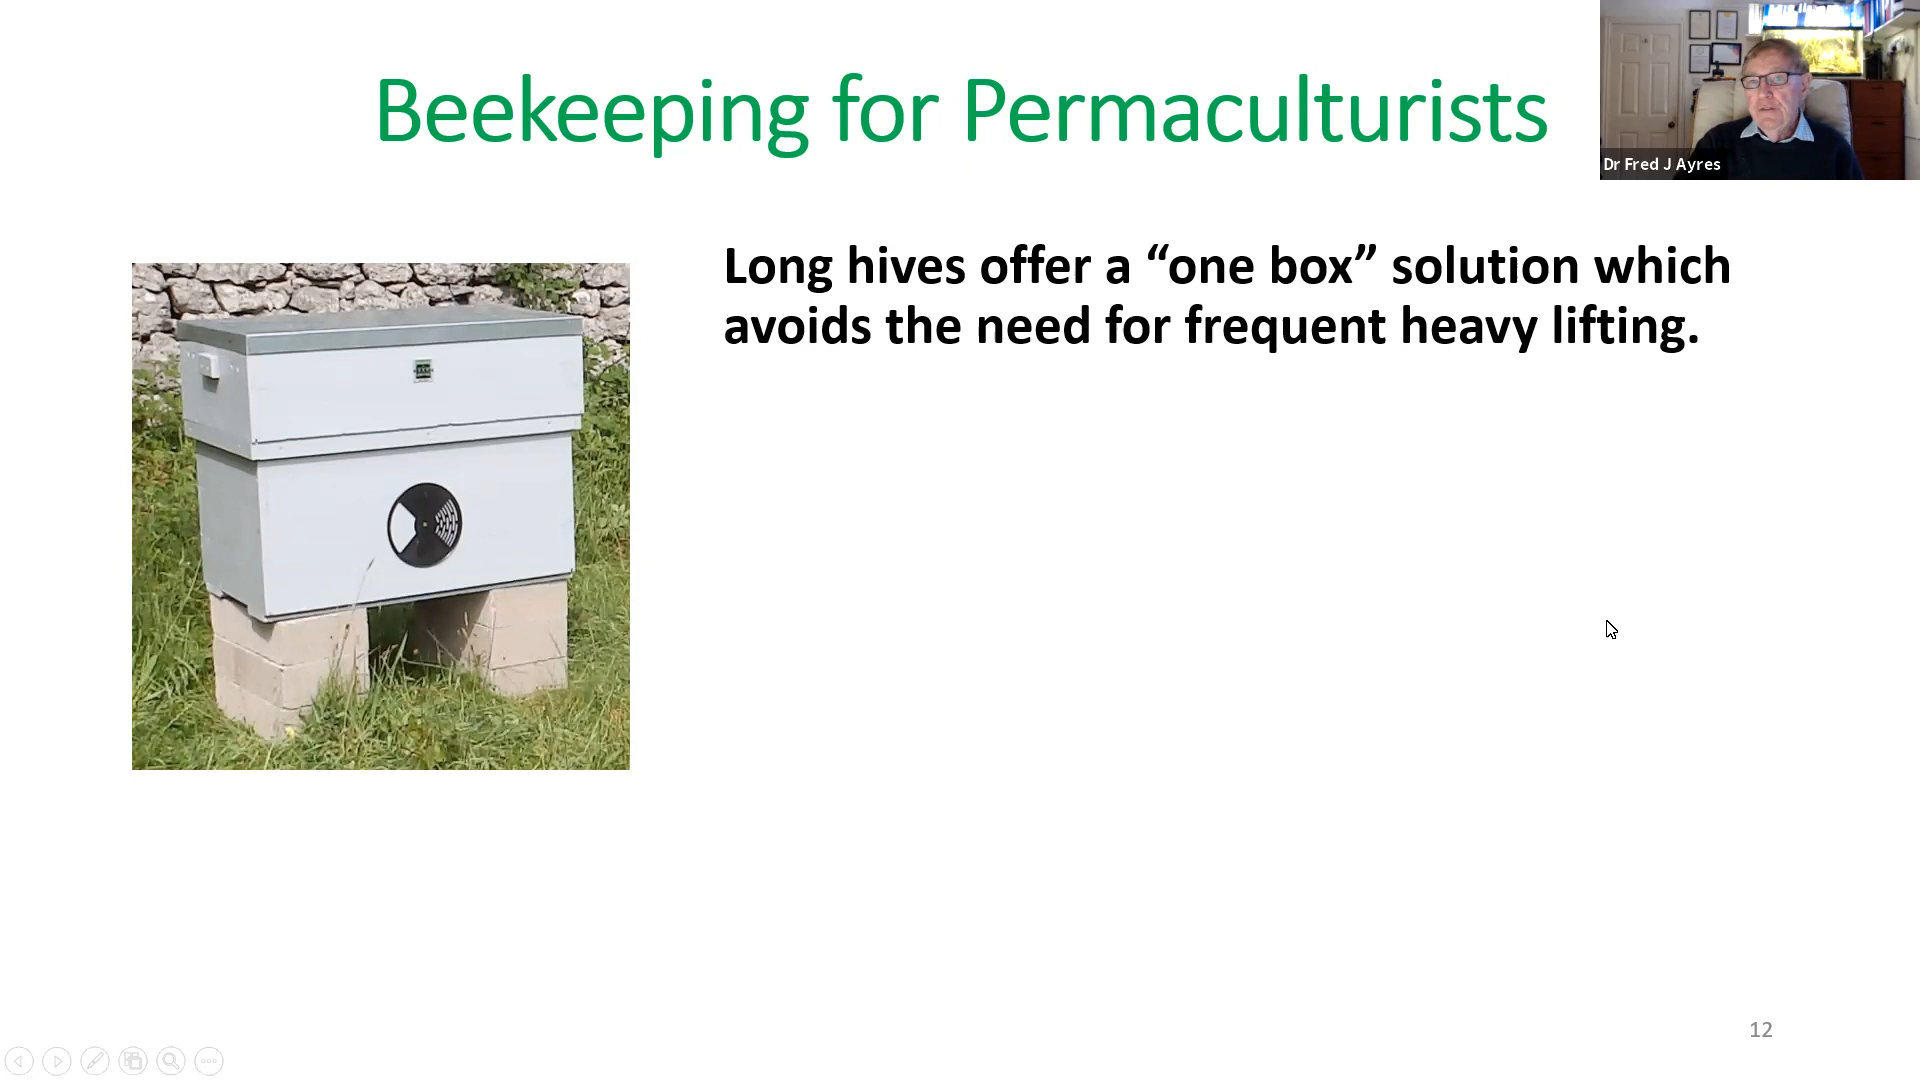 Beekeeping for Permaculturists
Dr Fred J Ayres
Long hives offer a “one box” solution which
avoids the need for frequent heavy lifting.
12